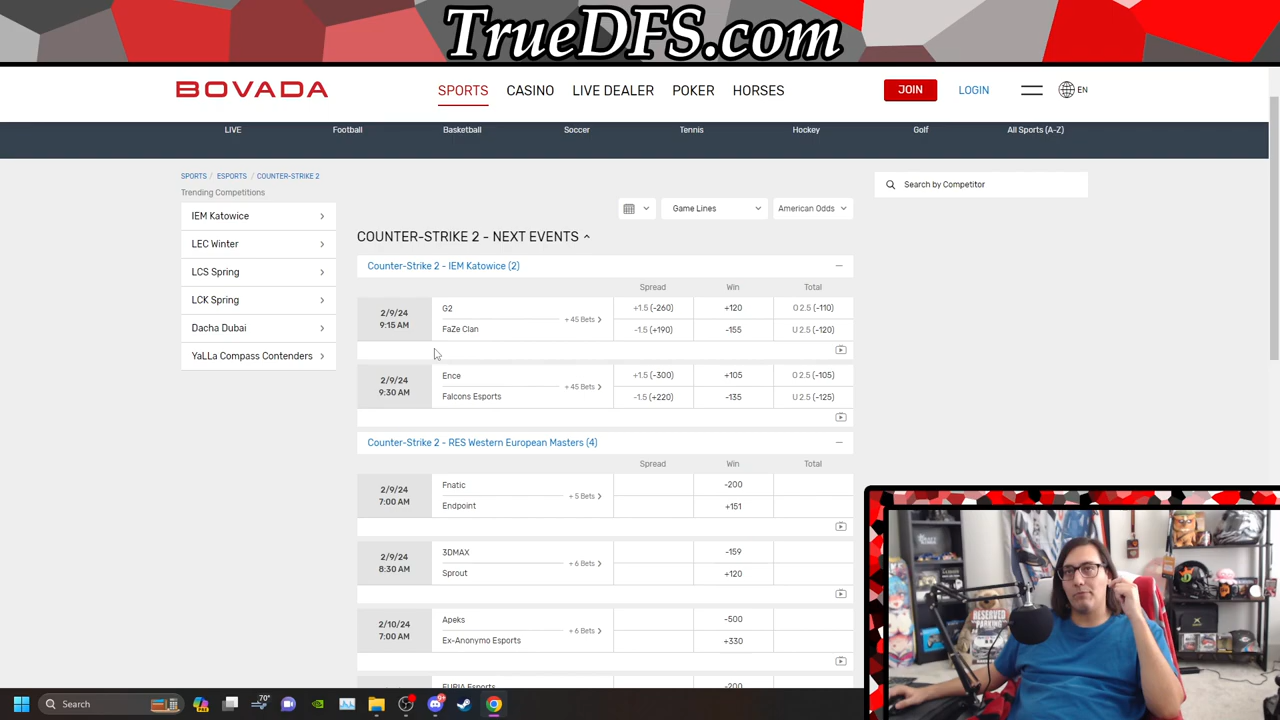 TrueDFS.com
BOVADA
SPORTS CASINO LIVE DEALER POKER HORSES
JOIN LOGIN EN
LIVE Football Basketball Soccer Tennis Hockey Golf All Sports (A-Z)
SPORTS / ESPORTS / COUNTER-STRIKE 2
Trending Competitions
IEM Katowice
LEC Winter
LCS Spring
LCK Spring
Dacha Dubai
YaLLa Compass Contenders
Search by Competitor
Game Lines American Odds
COUNTER-STRIKE 2 - NEXT EVENTS
Counter-Strike 2 - IEM Katowice (2)
Spread Win Total
2/9/24
9:15 AM
G2 +1.5 (-260) +120 O 2.5 (-110)
+ 45 Bets
FaZe Clan -1.5 (+190) -155 U 2.5 (-120)
2/9/24
9:30 AM
Ence +1.5 (-300) +105 O 2.5 (-105)
+ 45 Bets
Falcons Esports -1.5 (+220) -135 U 2.5 (-125)
Counter-Strike 2 - RES Western European Masters (4)
Spread Win Total
2/9/24
7:00 AM
Fnatic -200
+ 5 Bets
Endpoint +151
2/9/24
8:30 AM
3DMAX -159
+ 6 Bets
Sprout +120
2/10/24
7:00 AM
Apeks -500
+ 6 Bets
Ex-Anonymo Esports +330
-200
RESERVED
PARKING
Search
70°